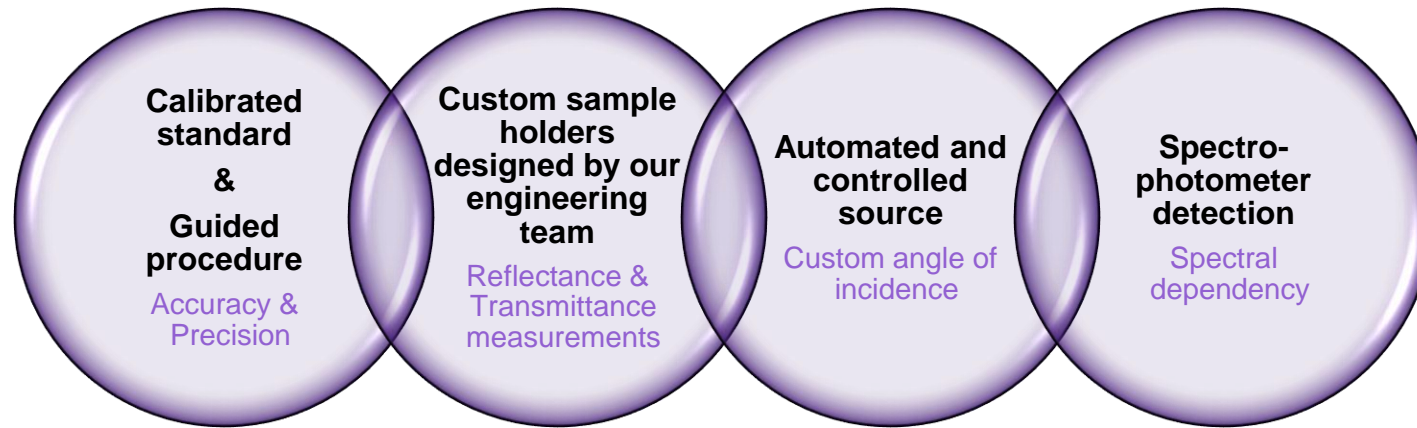 Calibrated
standard
&
Guided
procedure
Accuracy &
Precision
Custom sample
holders
designed by our
engineering
team
Reflectance &
Transmittance
measurements
Automated and
controlled
source
Custom angle of
incidence
Spectro-
photometer
detection
Spectral
dependency